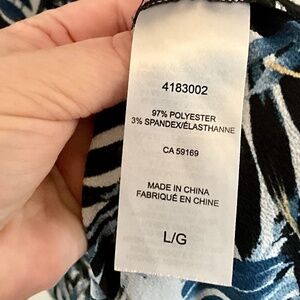 4183002
97% POLYESTER
3% SPANDEX/ÉLASTHANNE
CA 59169
MADE IN CHINA
FABRIQUÉ EN CHINE
L/G